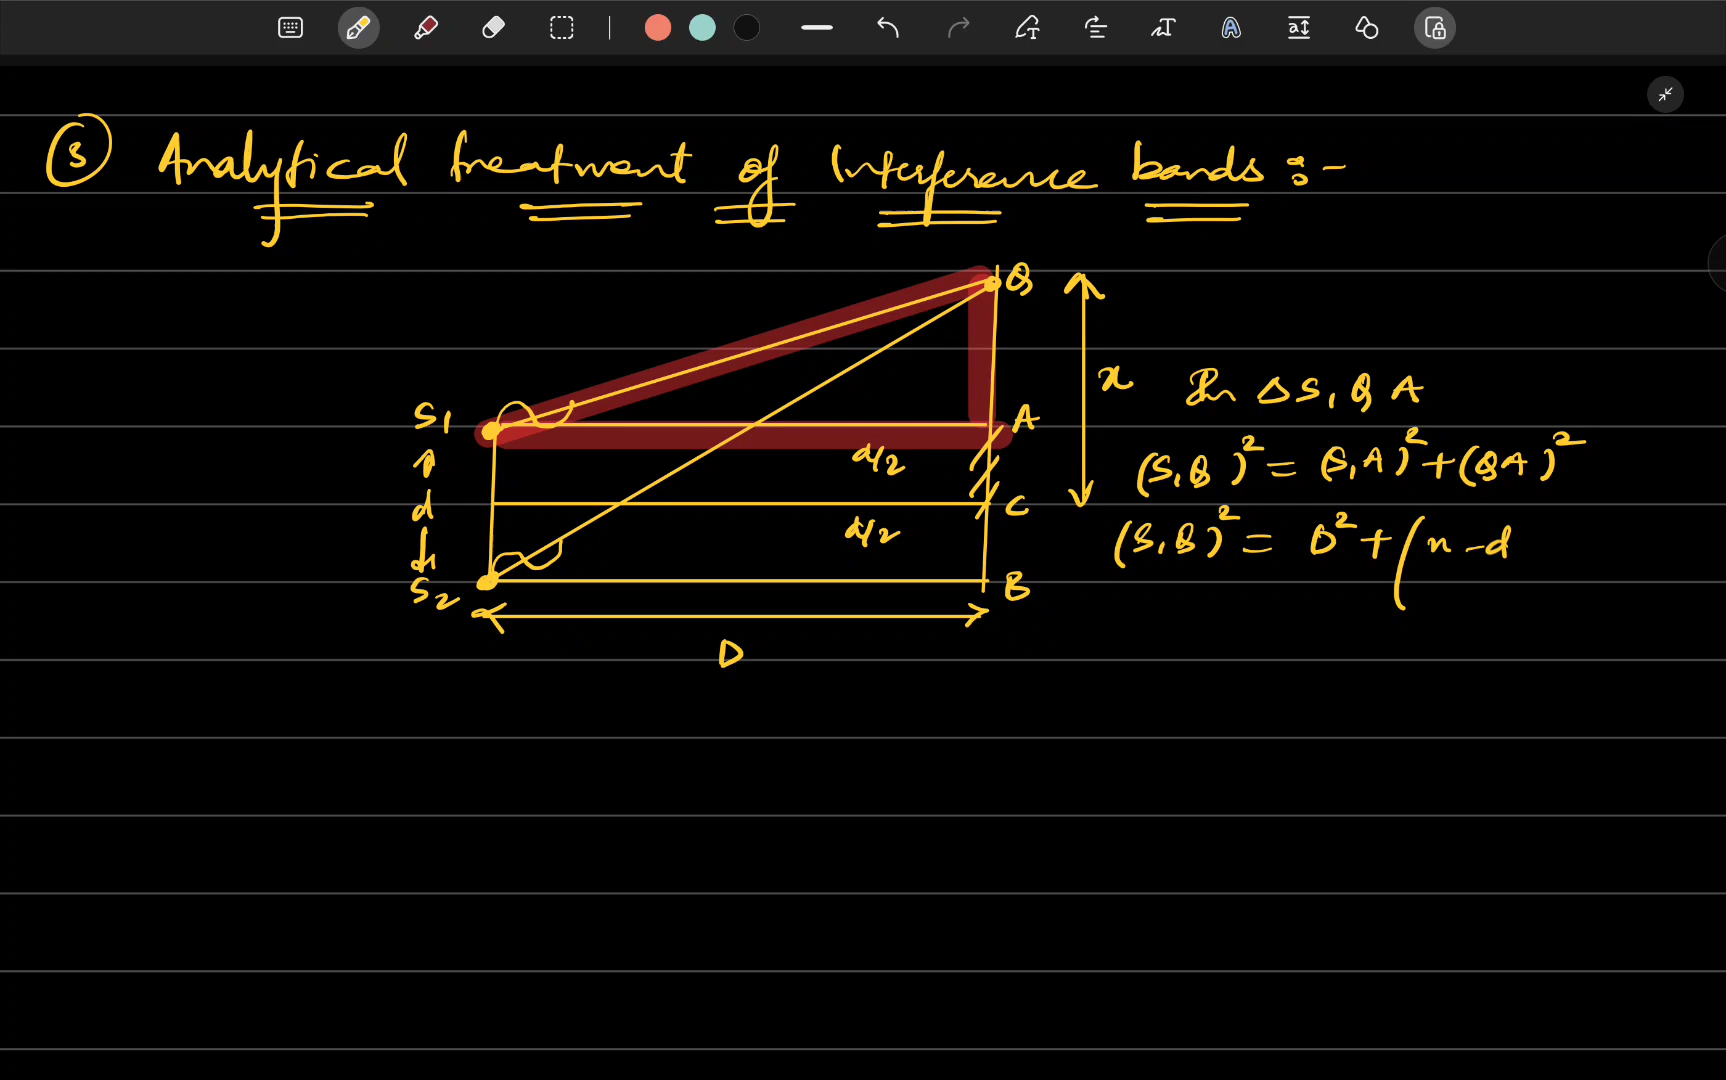 ③ Analytical treatment of Interference bands :-
Q
x
In ΔS₁QA
S₁
A
d/2
(S₁Q)² = (S₁A)² + (QA)²
d
C
d/2
(S₁Q)² = D² + (x - d
S₂
B
D